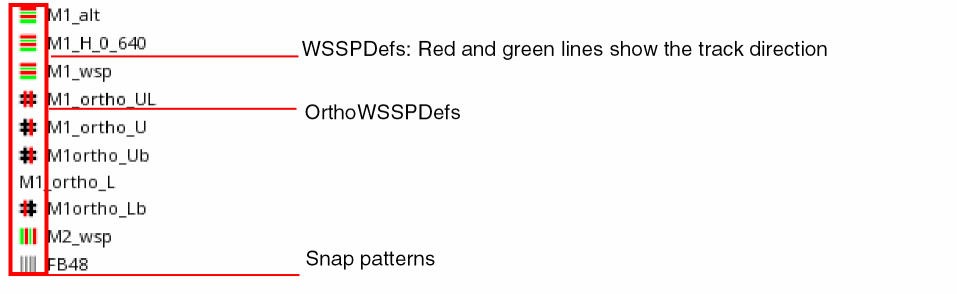 M1_alt
M1_H_0_640
WSSPDefs: Red and green lines show the track direction
M1_wsp
M1_ortho_UL
OrthoWSSPDefs
M1_ortho_U
M1ortho_Ub
M1_ortho_L
M1ortho_Lb
M2_wsp
Snap patterns
FB48